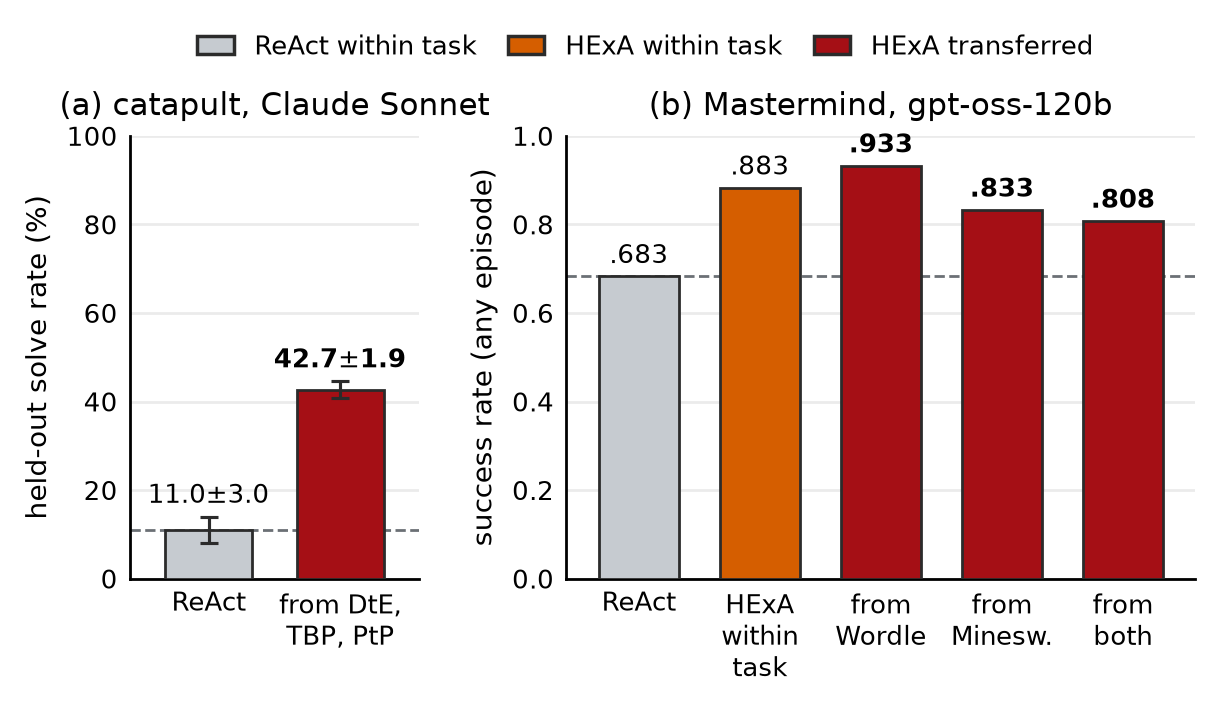 ReAct within task HExA within task HExA transferred
(a) catapult, Claude Sonnet
held-out solve rate (%)
100
80
60
40
20
0
11.0±3.0
42.7±1.9
ReAct
from DtE,
TBP, PtP
(b) Mastermind, gpt-oss-120b
success rate (any episode)
1.0
0.8
0.6
0.4
0.2
0.0
.683
.883
.933
.833
.808
ReAct
HExA
within
task
from
Wordle
from
Minesw.
from
both